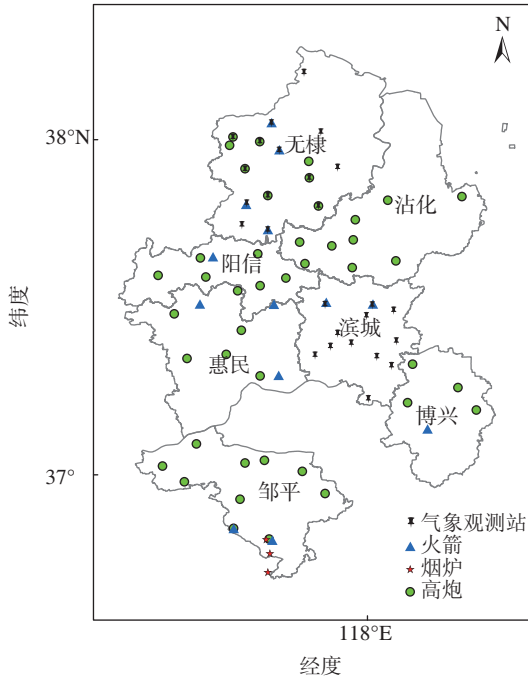 N
38°N
无棣
沾化
阳信
纬度
滨城
惠民
博兴
37°
邹平
气象观测站
火箭
烟炉
高炮
118°E
经度